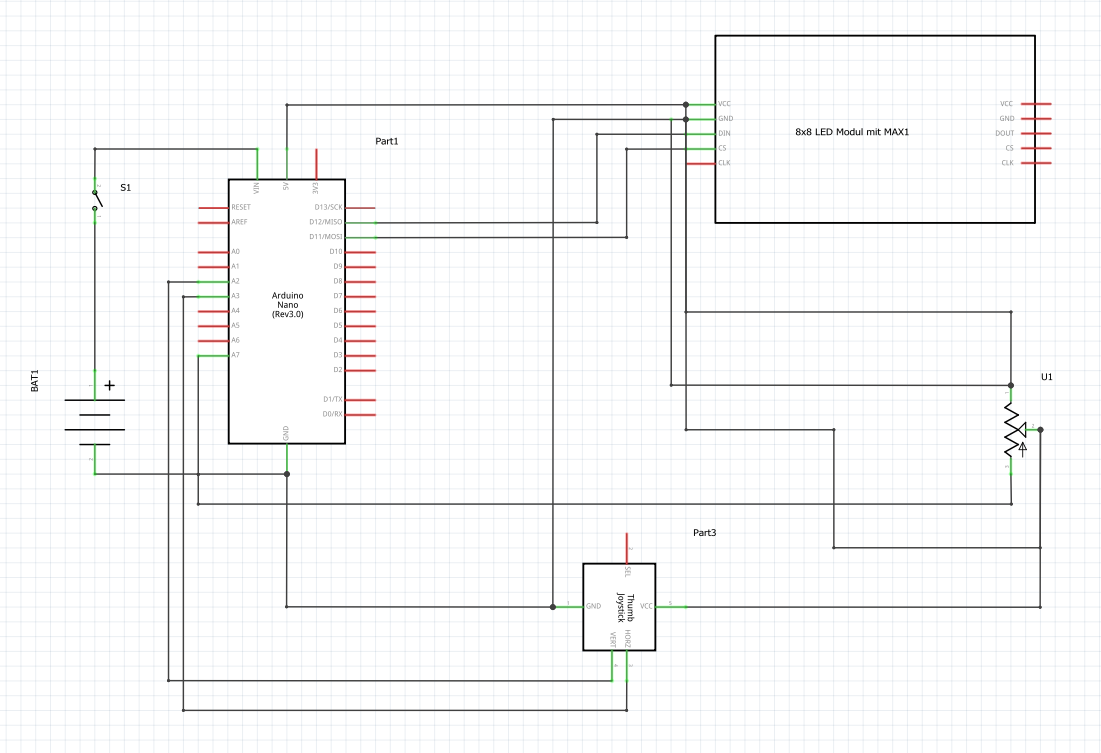 Part1
S1
BAT1
+
VIN
5V
3V3
RESET
AREF
A0
A1
A2
A3
A4
A5
A6
A7
D13/SCK
D12/MISO
D11/MOSI
D10
D9
D8
D7
D6
D5
D4
D3
D2
D1/TX
D0/RX
GND
Arduino
Nano
(Rev3.0)
8x8 LED Modul mit MAX1
VCC
GND
DIN
CS
CLK
VCC
GND
DOUT
CS
CLK
U1
Part3
SEL
GND
VCC
Thumb
Joystick
VERT
HORZ
1
5